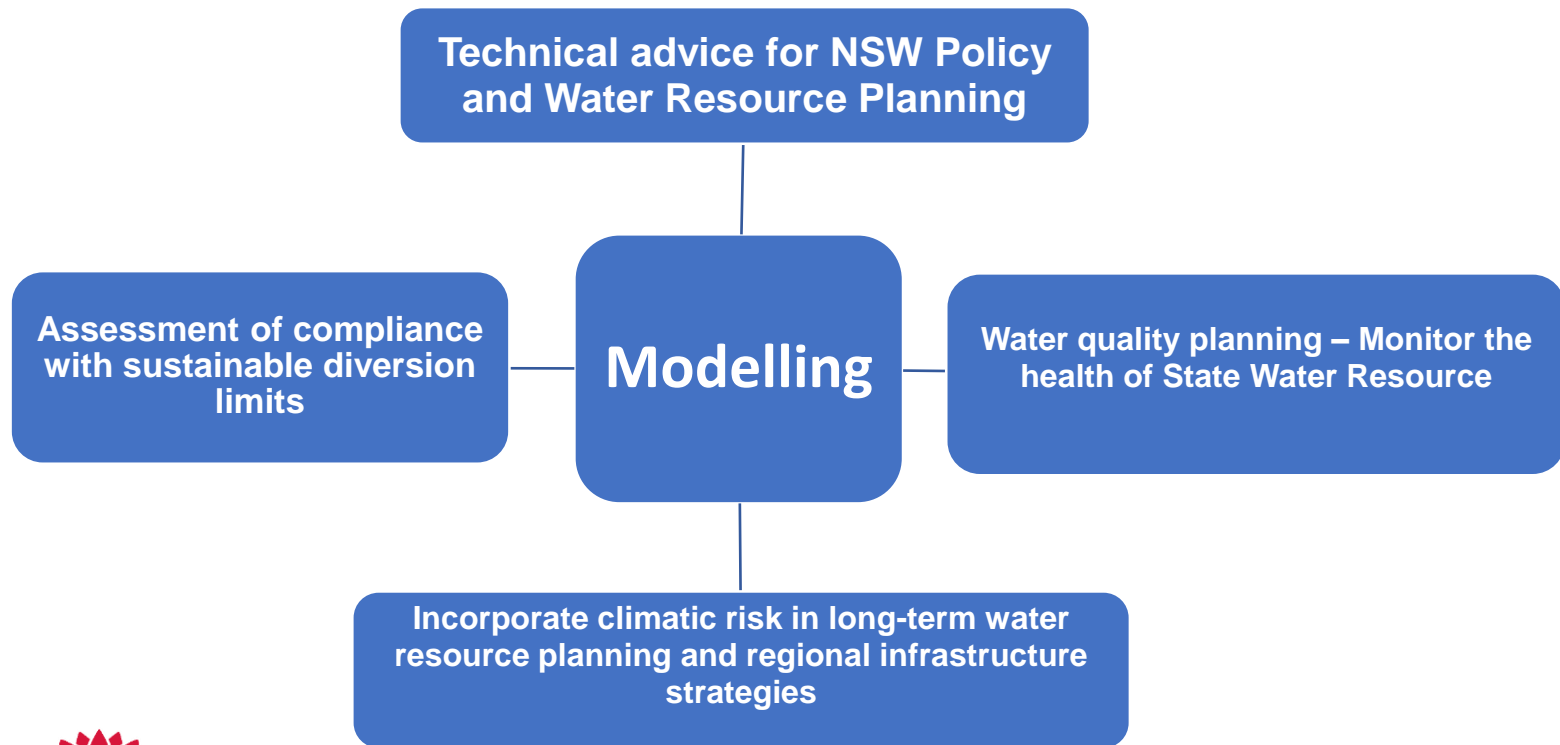 Technical advice for NSW Policy
and Water Resource Planning
Assessment of compliance
with sustainable diversion
limits
Modelling
Water quality planning – Monitor the
health of State Water Resource
Incorporate climatic risk in long-term water
resource planning and regional infrastructure
strategies